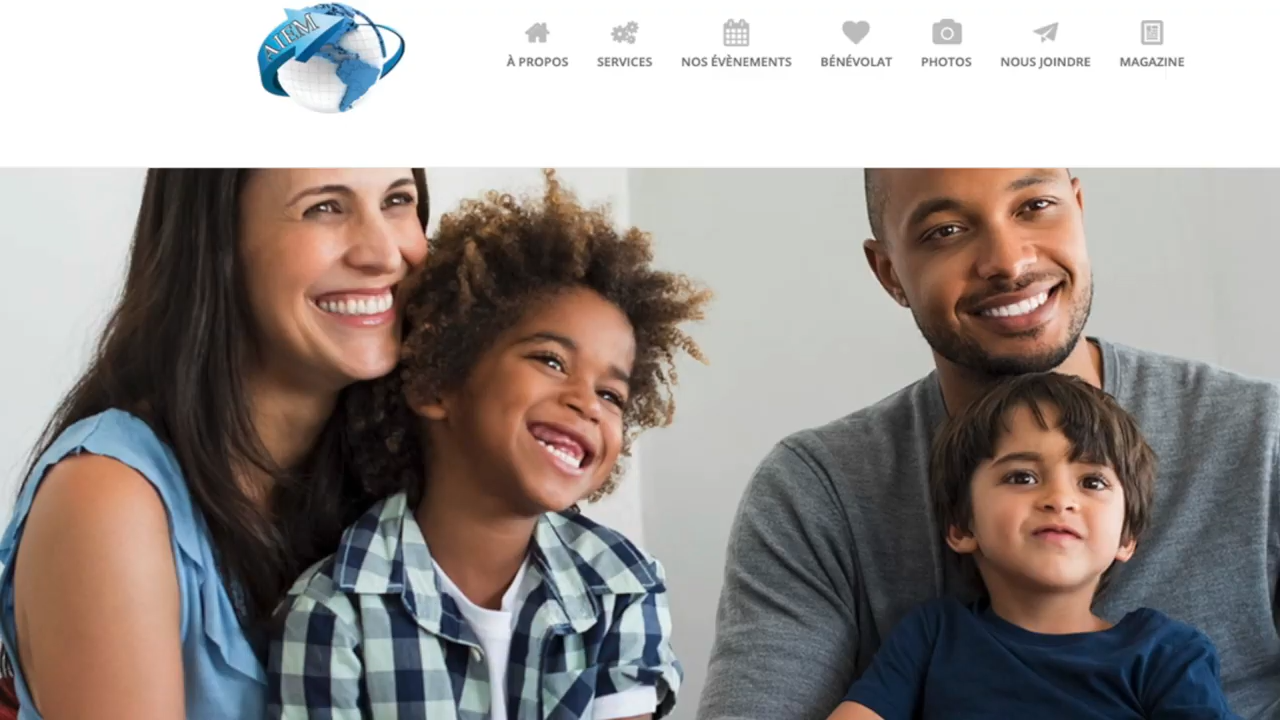 AIEM
À PROPOS
SERVICES
NOS ÉVÈNEMENTS
BÉNÉVOLAT
PHOTOS
NOUS JOINDRE
MAGAZINE